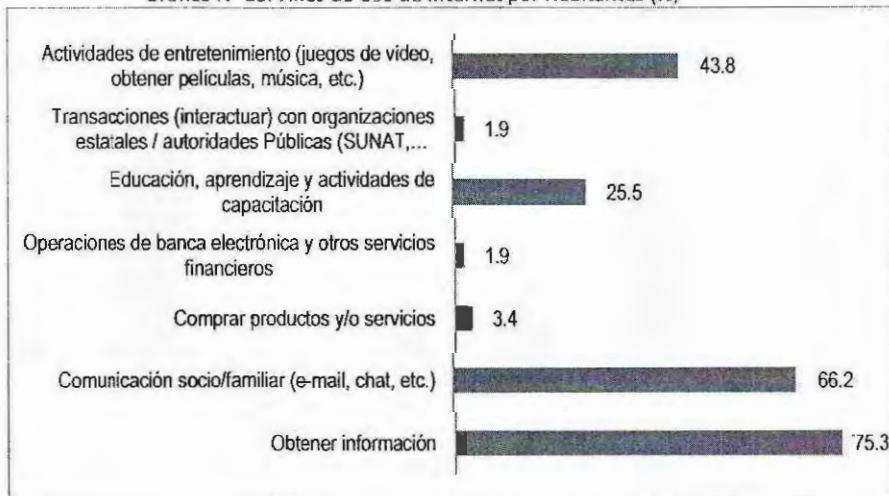 Actividades de entretenimiento (juegos de video,
obtener películas, música, etc.)
43.8
Transacciones (interactuar) con organizaciones
estatales / autoridades Públicas (SUNAT,...
1.9
Educación, aprendizaje y actividades de
capacitación
25.5
Operaciones de banca electrónica y otros servicios
financieros
1.9
Comprar productos y/o servicios
3.4
Comunicación socio/familiar (e-mail, chat, etc.)
66.2
Obtener información
75.3